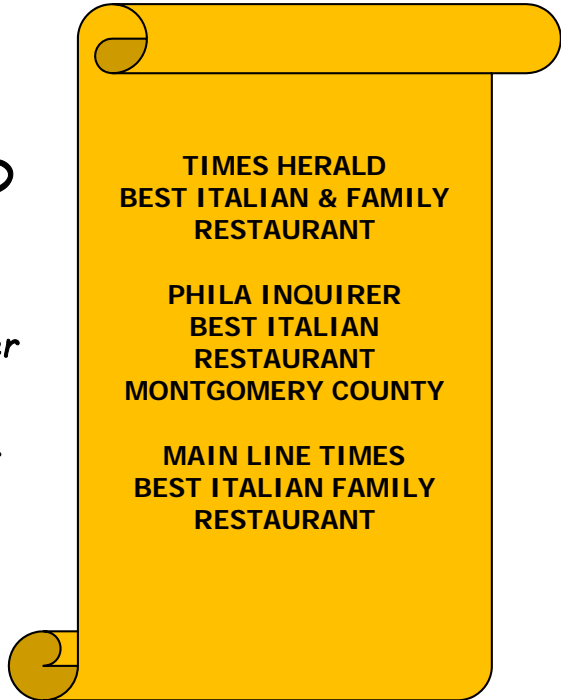 TIMES HERALD
BEST ITALIAN & FAMILY
RESTAURANT
PHILA INQUIRER
BEST ITALIAN
RESTAURANT
MONTGOMERY COUNTY
MAIN LINE TIMES
BEST ITALIAN FAMILY
RESTAURANT